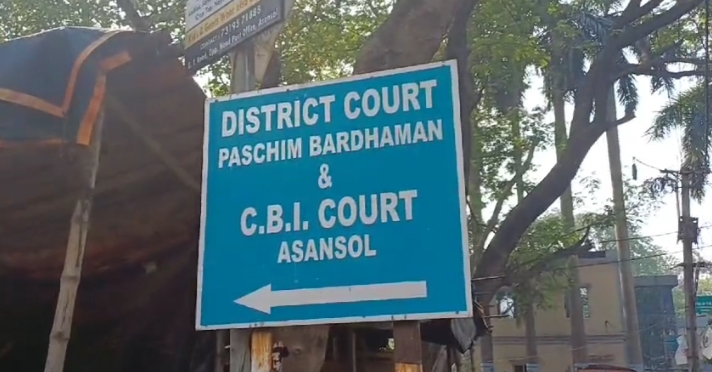 DISTRICT COURT
PASCHIM BARDHAMAN
&
C.B.I. COURT
ASANSOL